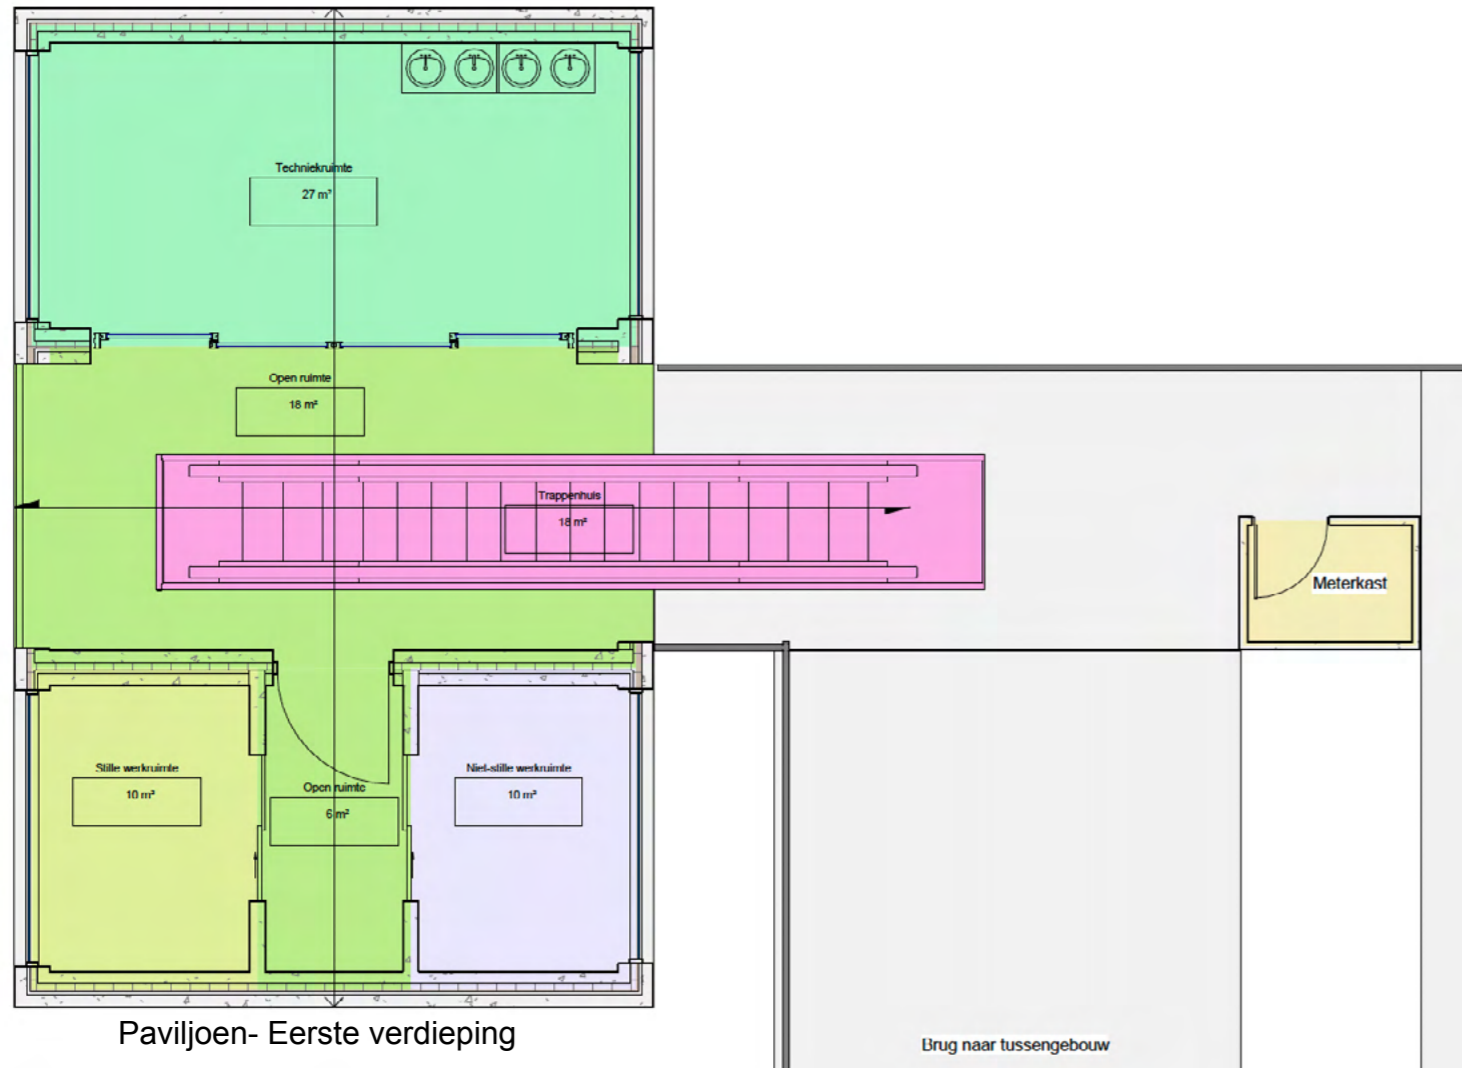 Techniekruimte
27 m²
Open ruimte
18 m²
Trappenhuis
18 m²
Meterkast
Stille werkruimte
10 m²
Open ruimte
6 m²
Niet-stille werkruimte
10 m²
Paviljoen- Eerste verdieping
Brug naar tussengebouw